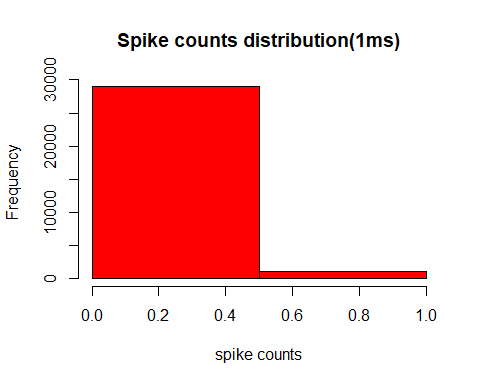 Spike counts distribution(1ms)
Frequency
30000
20000
10000
0
0.0 0.2 0.4 0.6 0.8 1.0
spike counts